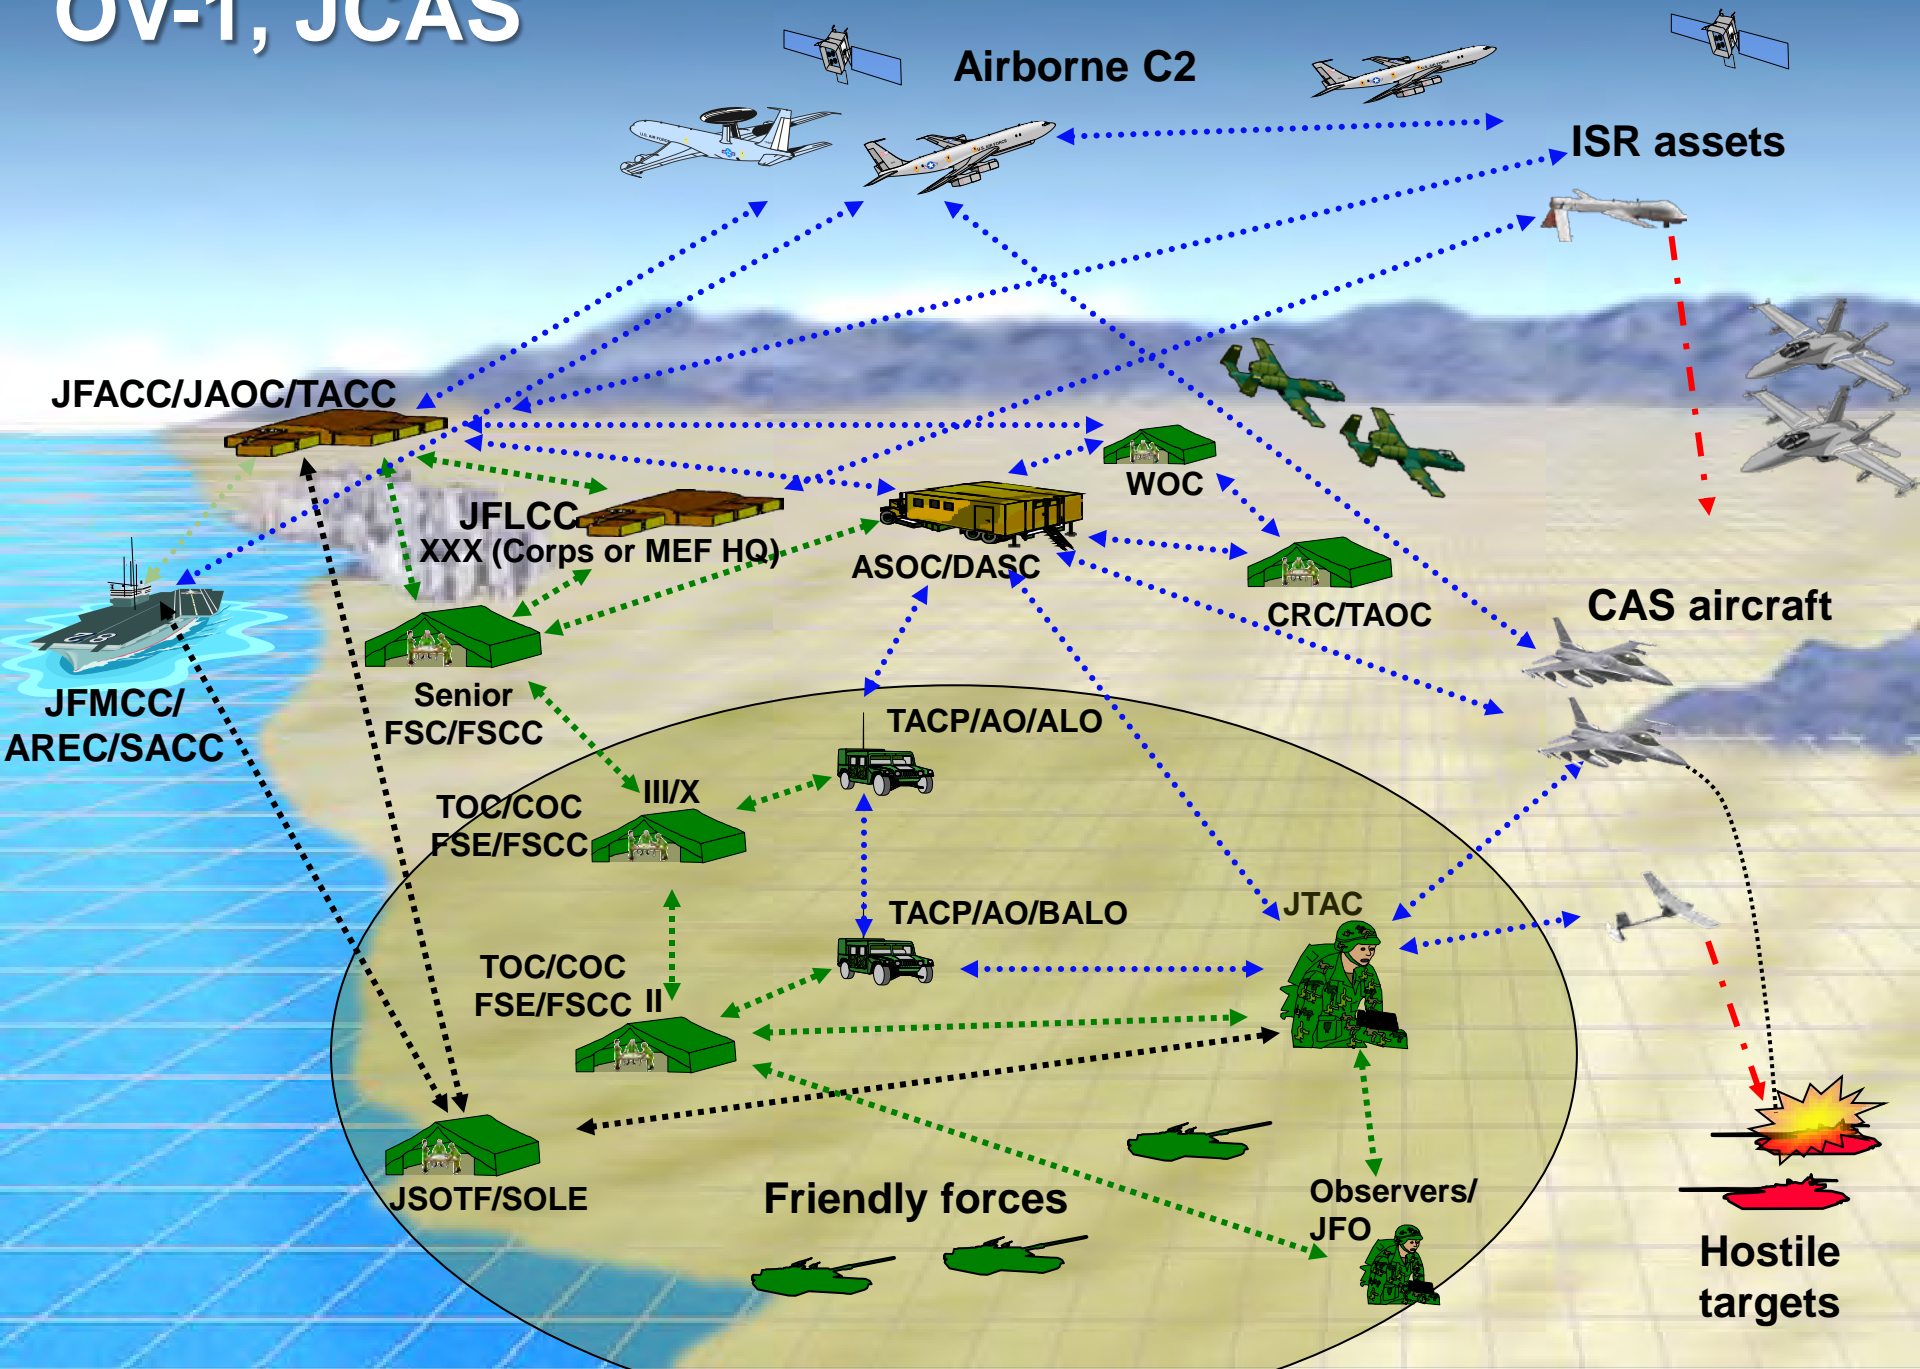 OV-1, JCAS
Airborne C2
ISR assets
JFACC/JAOC/TACC
WOC
JFLCC
XXX (Corps or MEF HQ)
ASOC/DASC
CRC/TAOC
CAS aircraft
Senior
FSC/FSCC
JFMCC/
AREC/SACC
TACP/AO/ALO
III/X
TOC/COC
FSE/FSCC
JTAC
TACP/AO/BALO
TOC/COC
FSE/FSCC II
JSOTF/SOLE
Friendly forces
Observers/
JFO
Hostile
targets